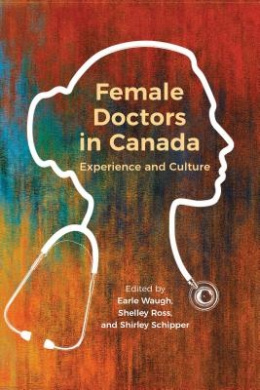 Female
Doctors
in Canada
Experience and Culture
Edited by
Earle Waugh,
Shelley Ross,
and Shirley Schipper